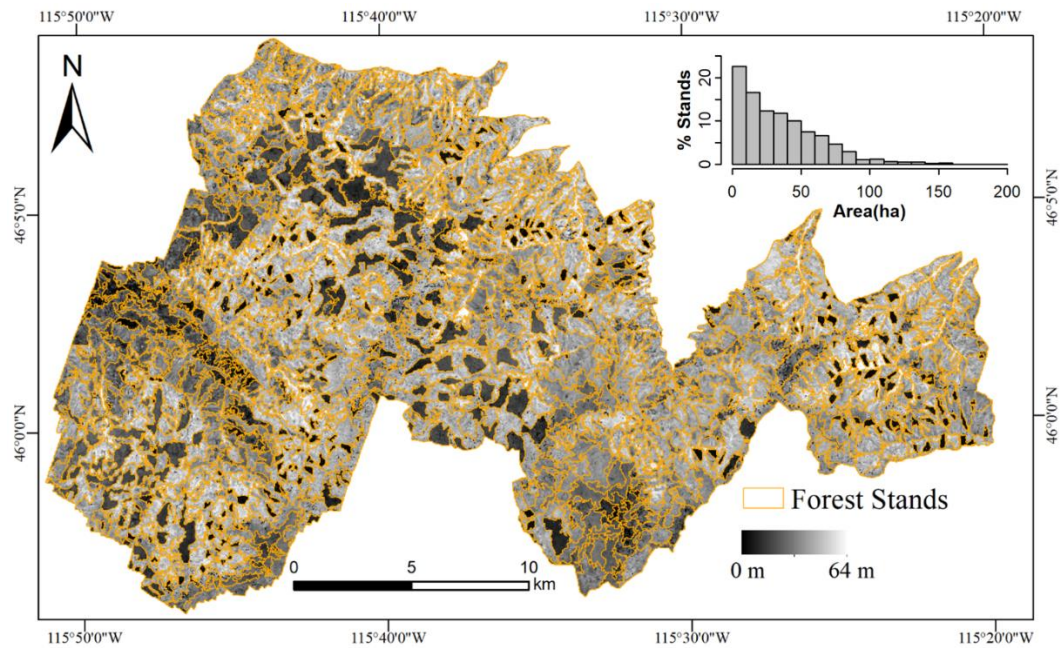 115°50'0"W 115°40'0"W 115°30'0"W 115°20'0"W
N
% Stands
20
10
0
0 50 100 150 200
Area(ha)
46°5'0"N 46°5'0"N
46°0'0"N 46°0'0"N
Forest Stands
0 m 64 m
0 5 10
km
115°50'0"W 115°40'0"W 115°30'0"W 115°20'0"W